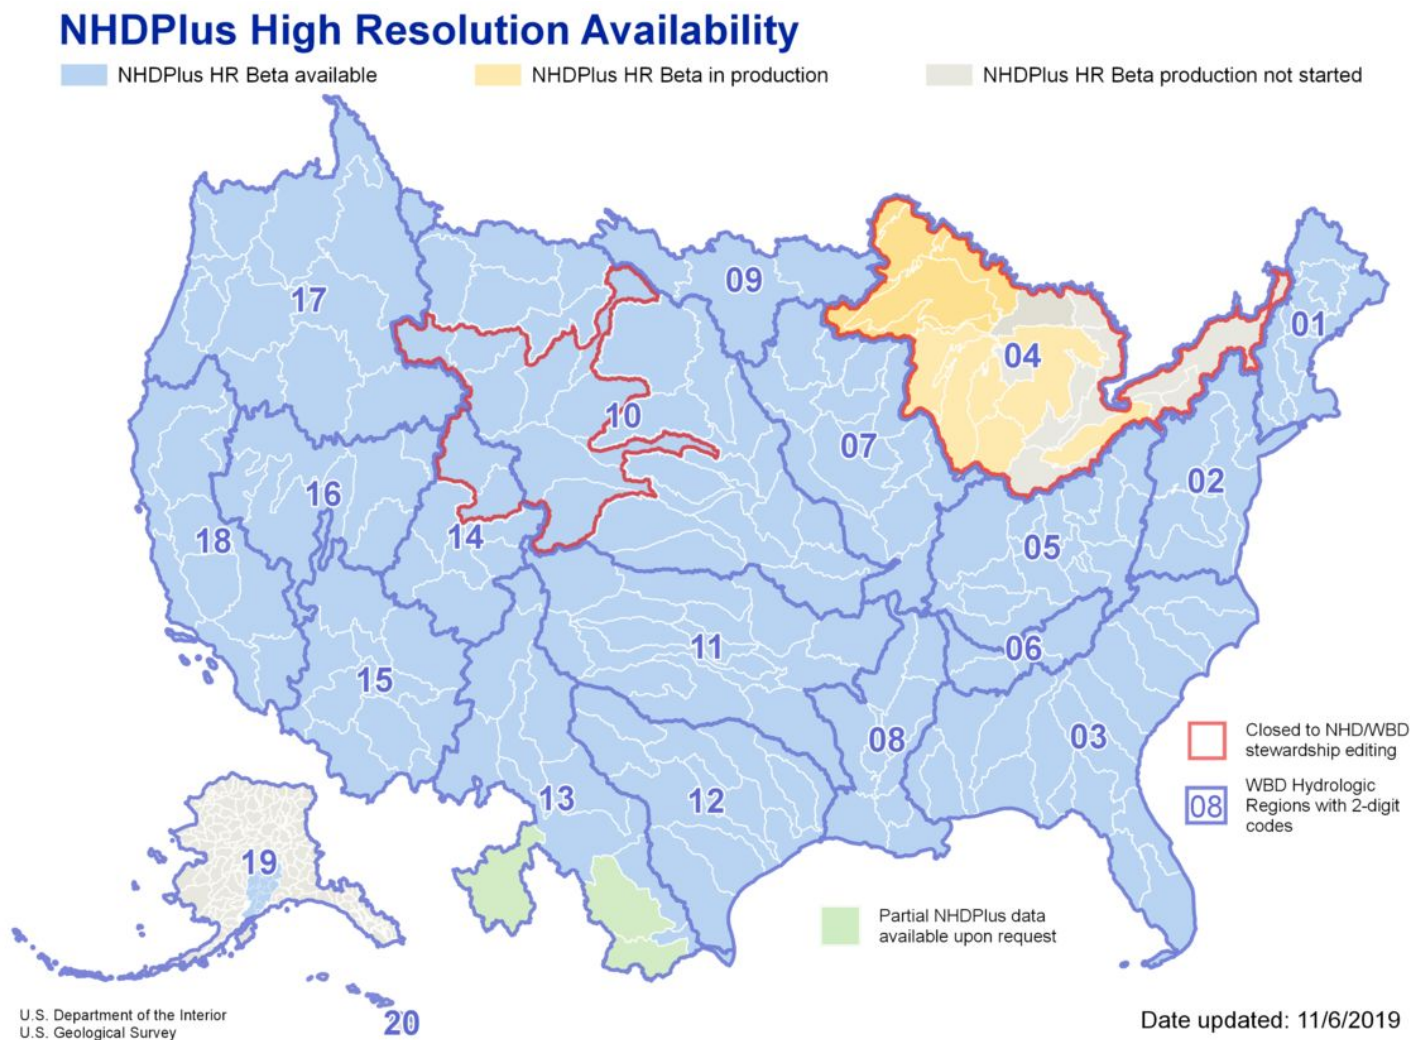 NHDPlus High Resolution Availability
NHDPlus HR Beta available
NHDPlus HR Beta in production
NHDPlus HR Beta production not started
17
09
04
01
10
07
02
16
18
14
05
11
06
15
08
03
13
12
19
20
Closed to NHD/WBD
stewardship editing
08
WBD Hydrologic
Regions with 2-digit
codes
Partial NHDPlus data
available upon request
U.S. Department of the Interior
U.S. Geological Survey
Date updated: 11/6/2019